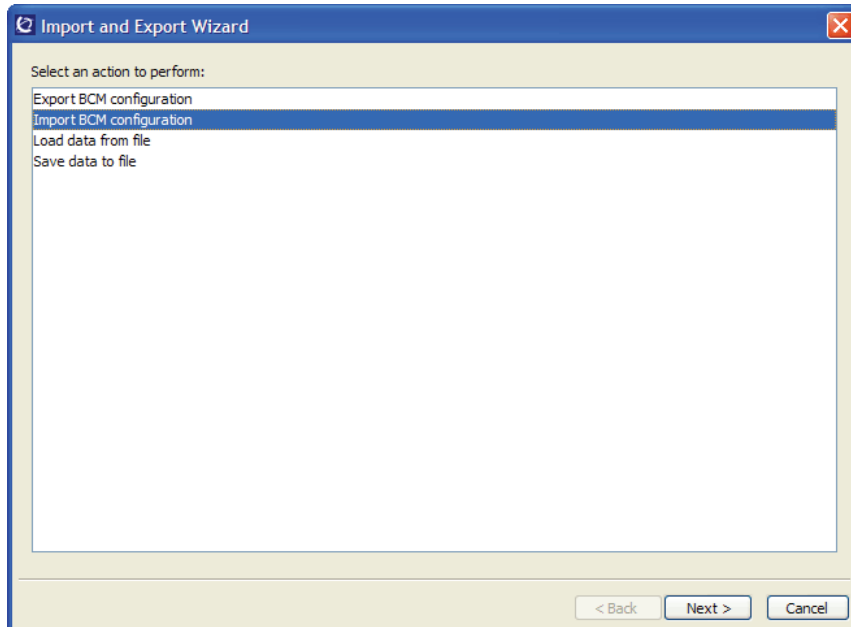 Import and Export Wizard
Select an action to perform:
Export BCM configuration
Import BCM configuration
Load data from file
Save data to file
< Back Next > Cancel